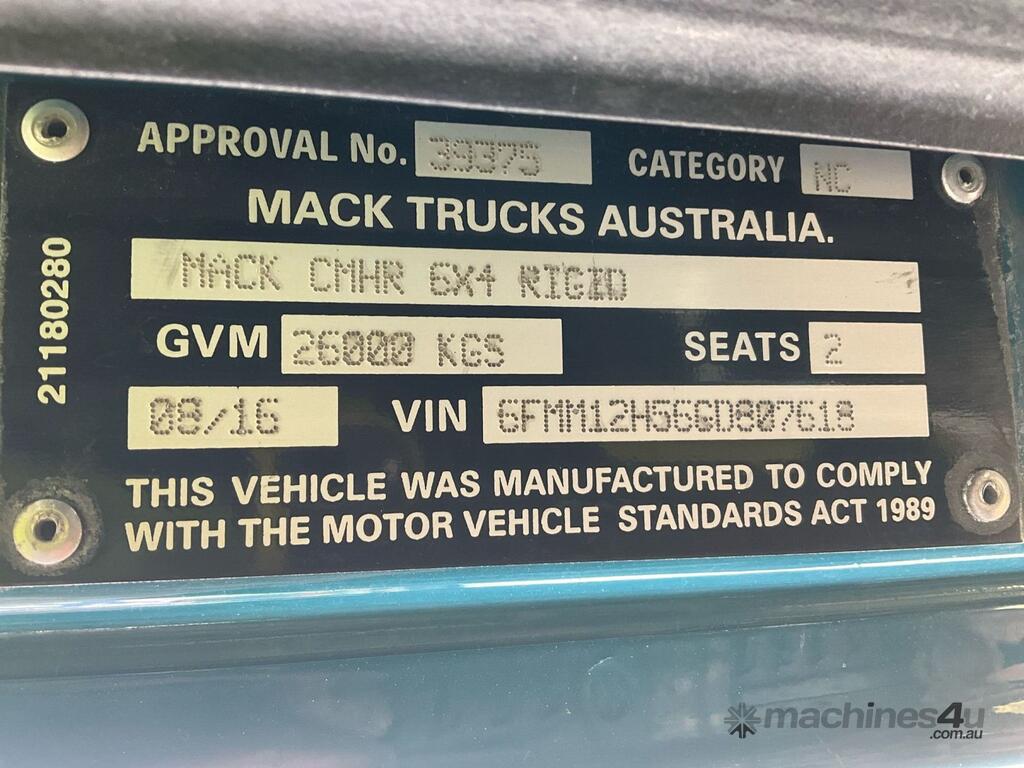 APPROVAL No. 39375 CATEGORY NC
MACK TRUCKS AUSTRALIA.
MACK CMHR 6X4 RIGID
GVM 26000 KGS SEATS 2
08/16 VIN 6FMM12H56GD807618
THIS VEHICLE WAS MANUFACTURED TO COMPLY
WITH THE MOTOR VEHICLE STANDARDS ACT 1989
21180280
machines4u
.com.au